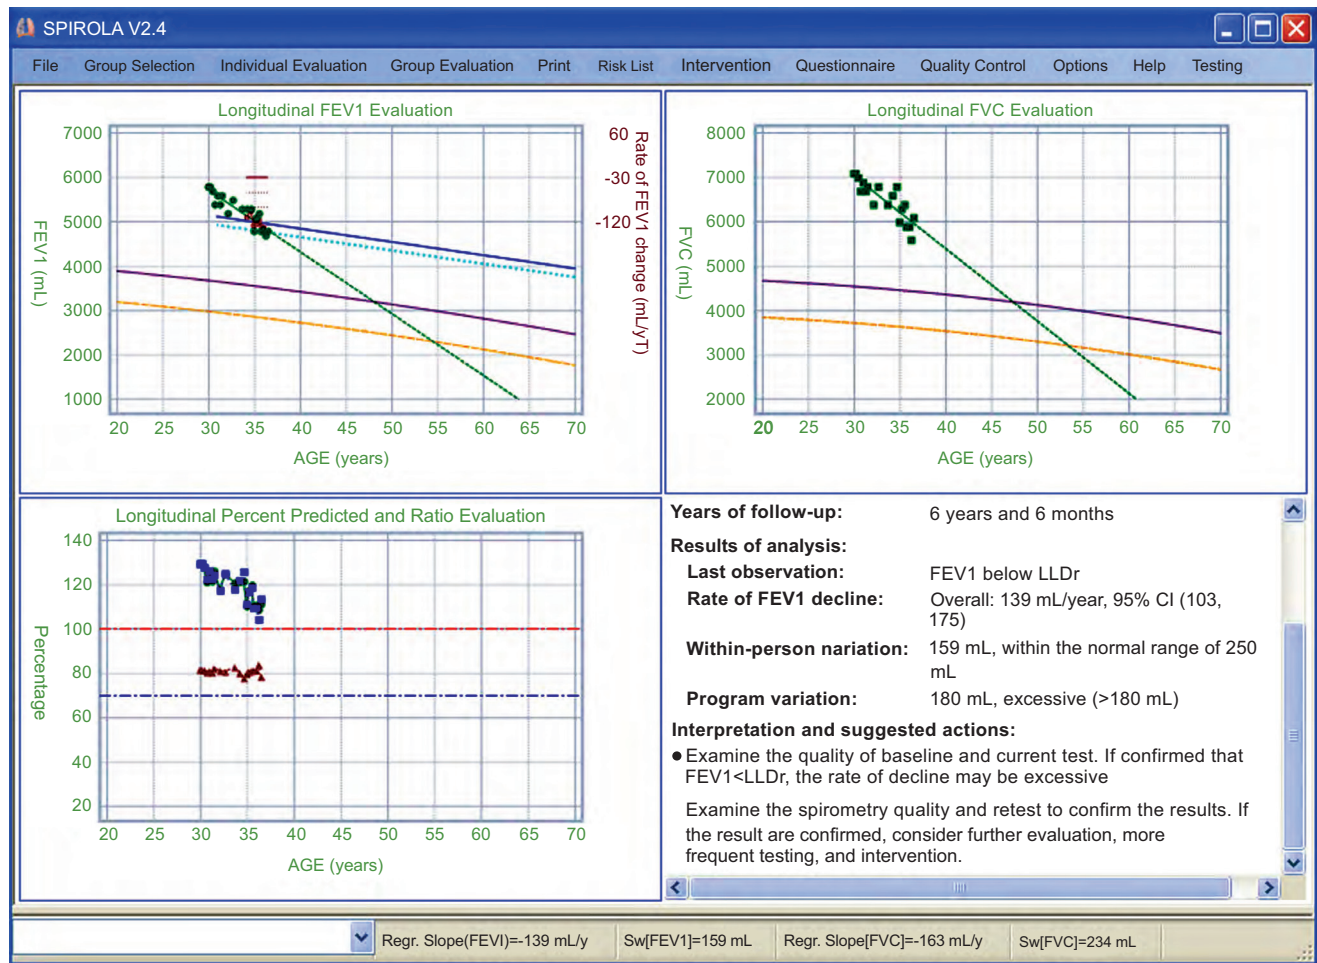 SPIROLA V2.4
File Group Selection Individual Evaluation Group Evaluation Print Risk List Intervention Questionnaire Quality Control Options Help Testing
Longitudinal FEV1 Evaluation
7000
6000
5000
4000
3000
2000
1000
FEV1 (mL)
60
-30
-120
Rate of FEV1 change (mL/yT)
20 25 30 35 40 45 50 55 60 65 70
AGE (years)
Longitudinal FVC Evaluation
8000
7000
6000
5000
4000
3000
2000
FVC (mL)
20 25 30 35 40 45 50 55 60 65 70
AGE (years)
Longitudinal Percent Predicted and Ratio Evaluation
140
120
100
80
60
40
20
Percentage
20 25 30 35 40 45 50 55 60 65 70
AGE (years)
Years of follow-up: 6 years and 6 months
Results of analysis:
Last observation: FEV1 below LLDr
Rate of FEV1 decline: Overall: 139 mL/year, 95% CI (103,
175)
Within-person nariation: 159 mL, within the normal range of 250
mL
Program variation: 180 mL, excessive (>180 mL)
Interpretation and suggested actions:
● Examine the quality of baseline and current test. If confirmed that
FEV1<LLDr, the rate of decline may be excessive
Examine the spirometry quality and retest to confirm the results. If
the result are confirmed, consider further evaluation, more
frequent testing, and intervention.
Regr. Slope(FEVI)=-139 mL/y Sw[FEV1]=159 mL Regr. Slope[FVC]=-163 mL/y Sw[FVC]=234 mL